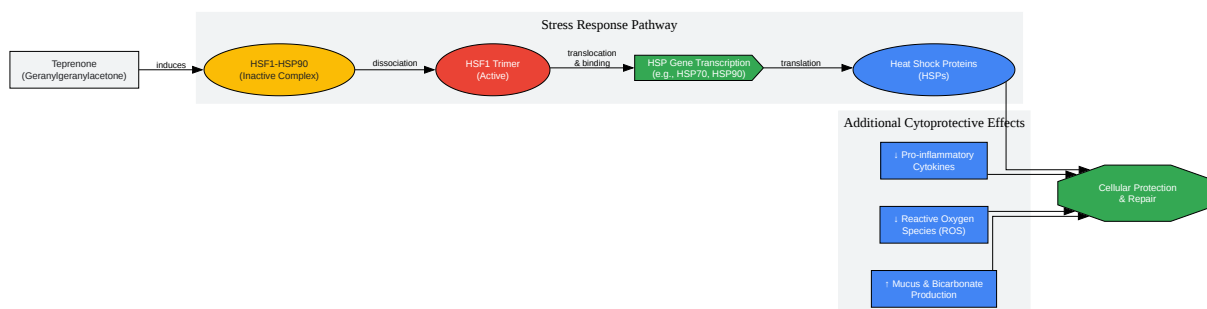 Stress Response Pathway
Teprenone
(Geranylgeranylacetone)
induces
HSF1-HSP90
(Inactive Complex)
dissociation
HSF1 Trimer
(Active)
translocation
& binding
HSP Gene Transcription
(e.g., HSP70, HSP90)
translation
Heat Shock Proteins
(HSPs)
Additional Cytoprotective Effects
↓ Pro-inflammatory
Cytokines
↓ Reactive Oxygen
Species (ROS)
↑ Mucus & Bicarbonate
Production
Cellular Protection
& Repair